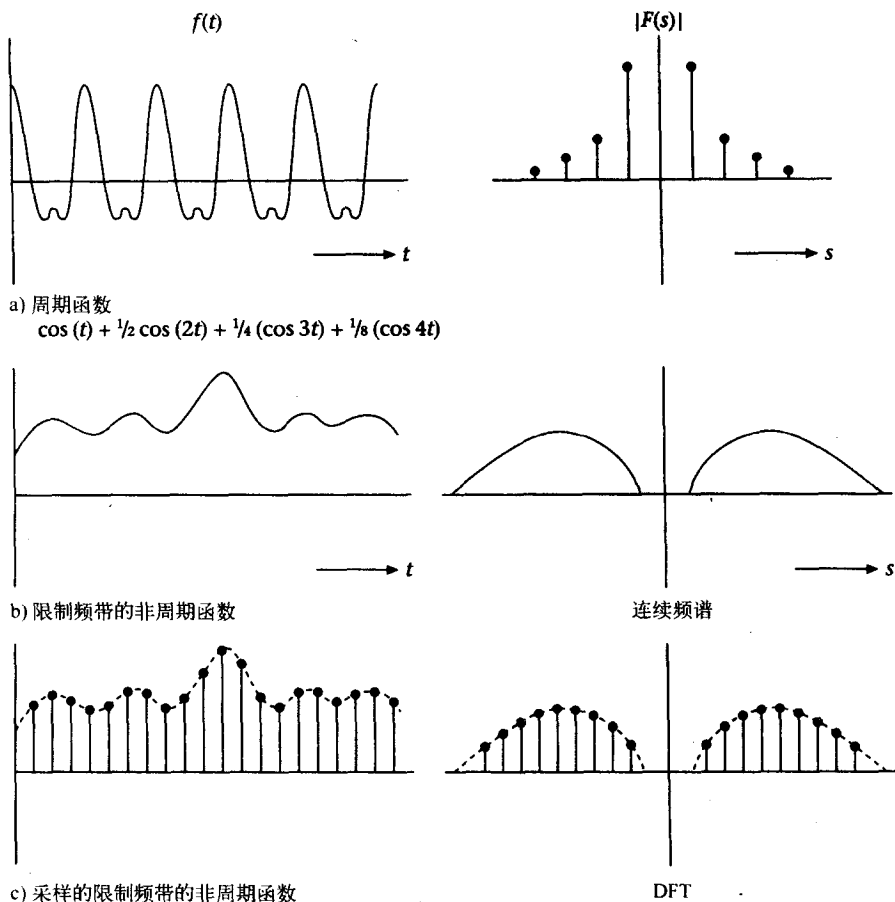 f(t)
|F(s)|
t
s
a) 周期函数
cos (t) + 1/2 cos (2t) + 1/4 (cos 3t) + 1/8 (cos 4t)
t
s
b) 限制频带的非周期函数
连续频谱
c) 采样的限制频带的非周期函数
DFT